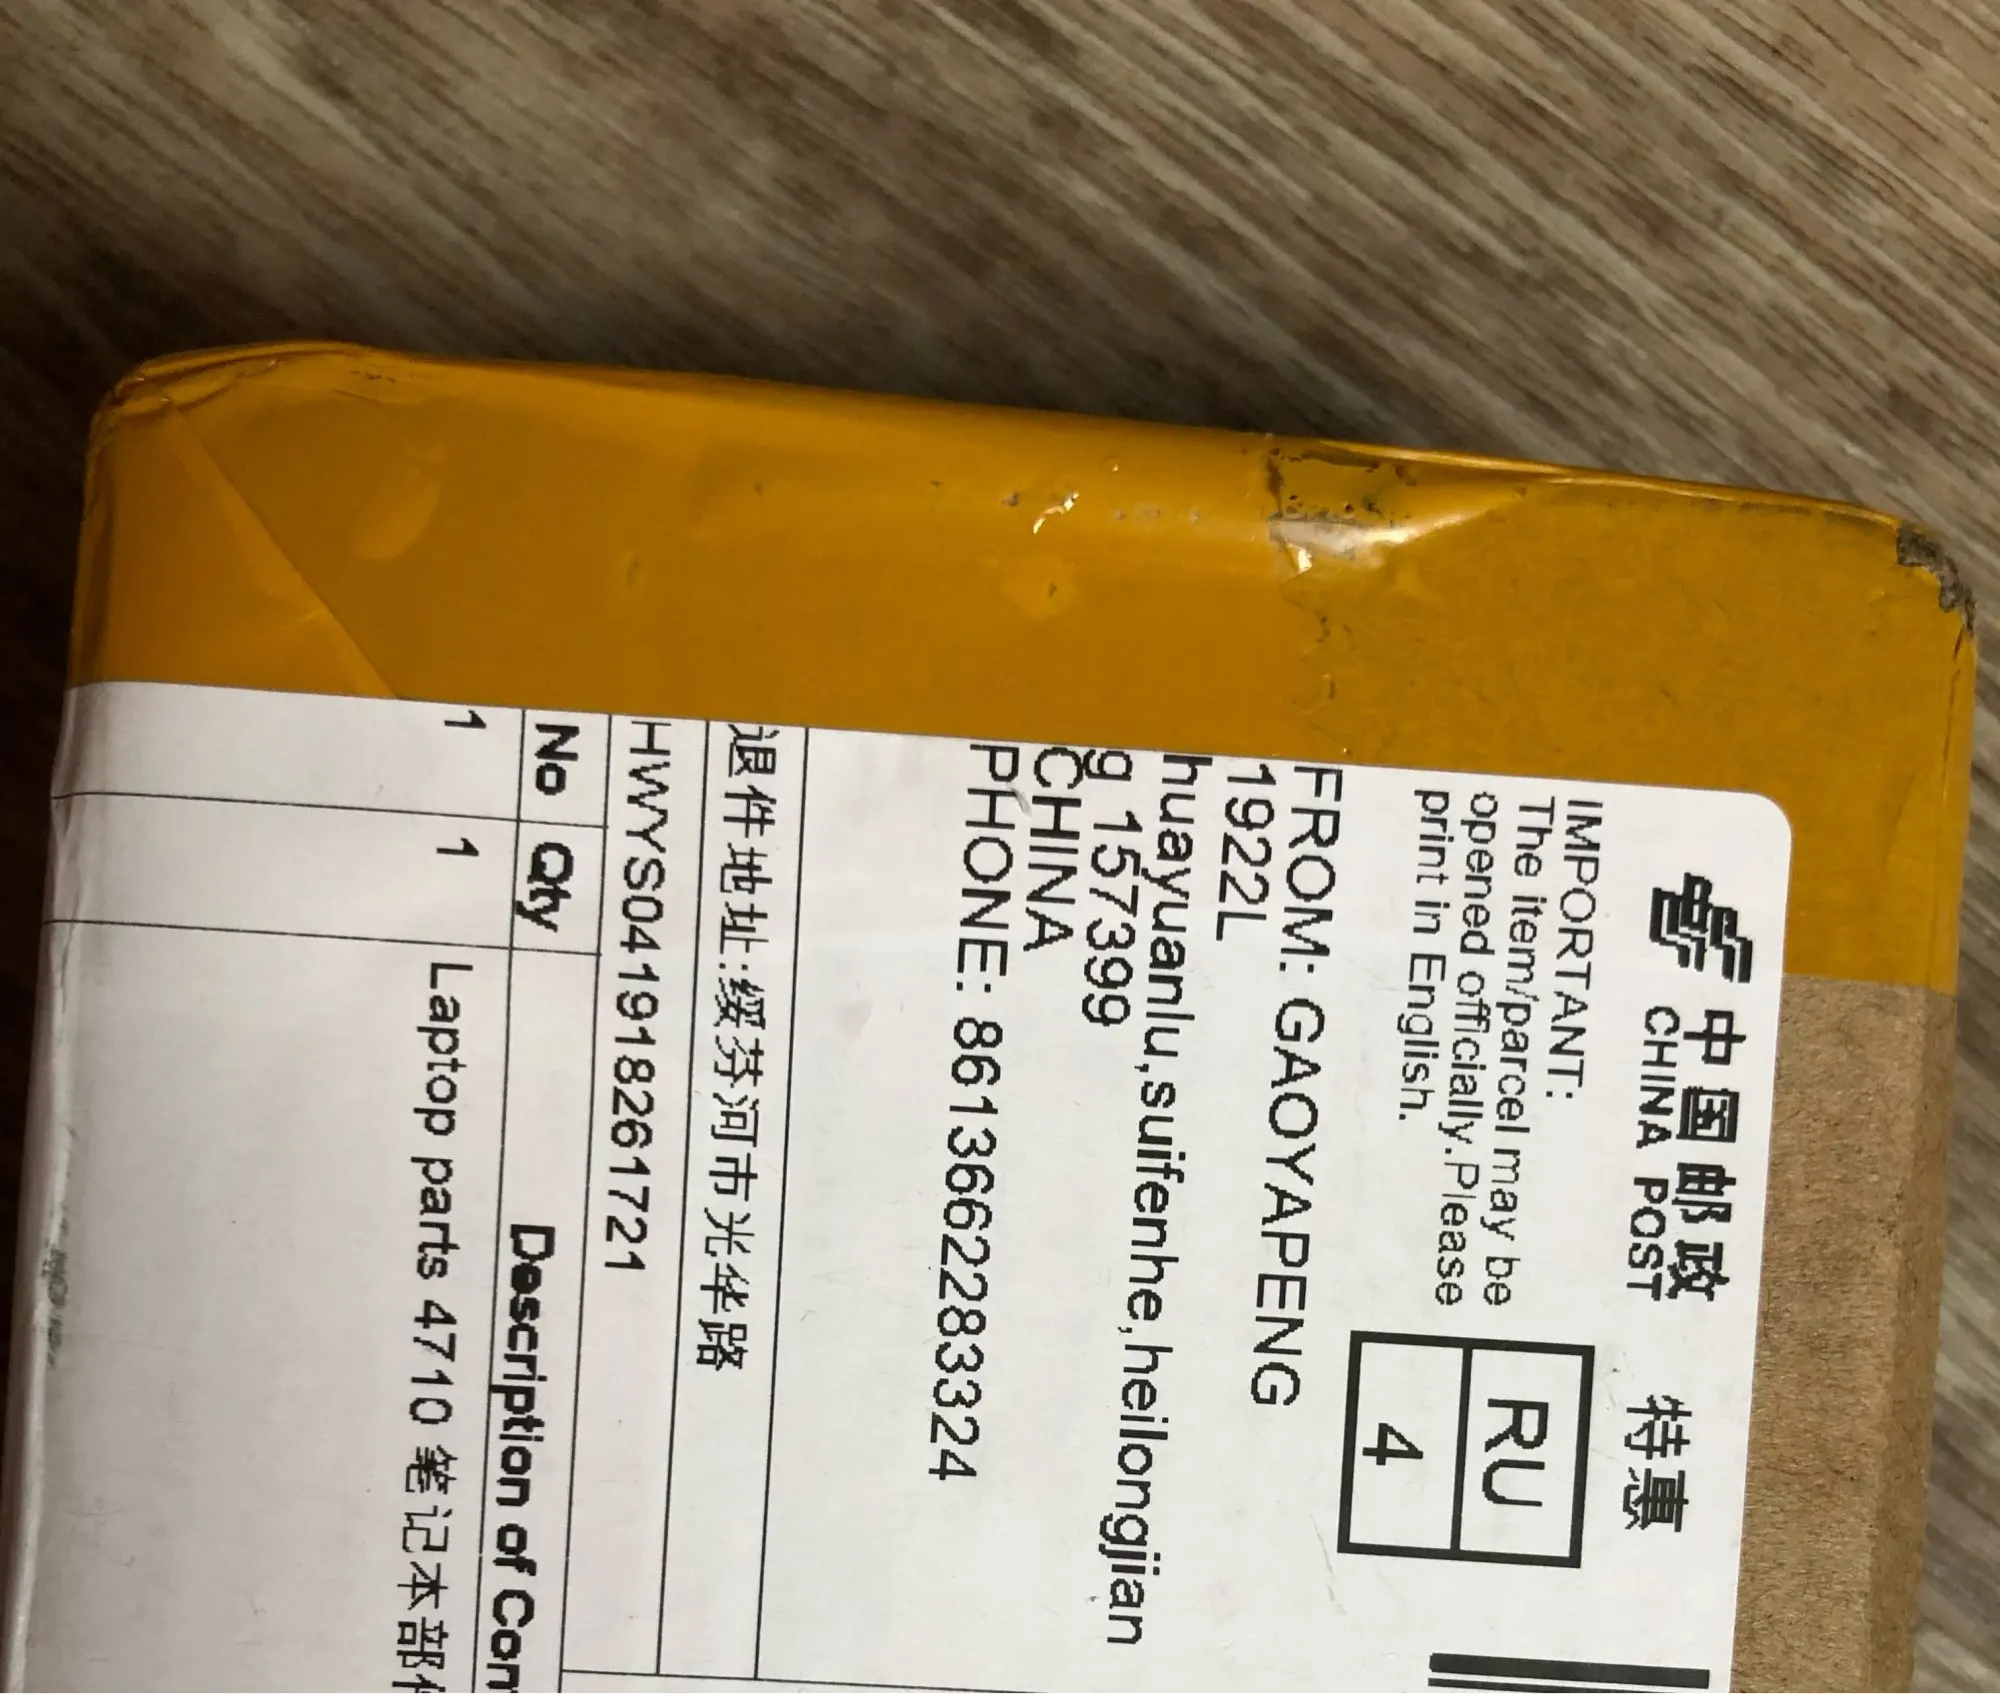 中国邮政 特惠
CHINA POST
IMPORTANT:
The item/parcel may be
opened officially.Please
print in English.
RU
4
FROM: GAOYAPENG
1922L
huayuanlu,suifenhe,heilongjian
g 157399
CHINA
PHONE: 8613662283324
退件地址:绥芬河市光华路
HWYS041918261721
No Qty Description of Con
1 1 Laptop parts 4710 笔记本部